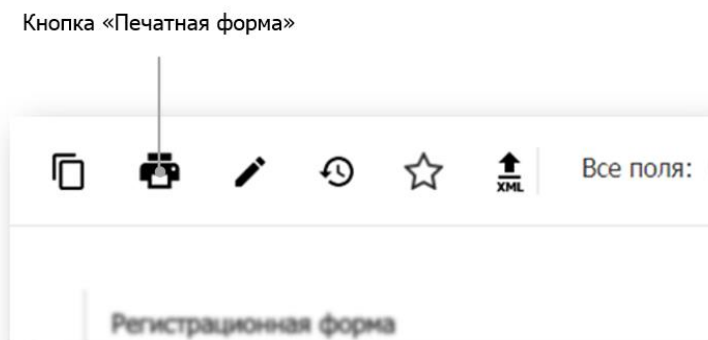 Кнопка «Печатная форма»
XML
Все поля:
Регистрационная форма